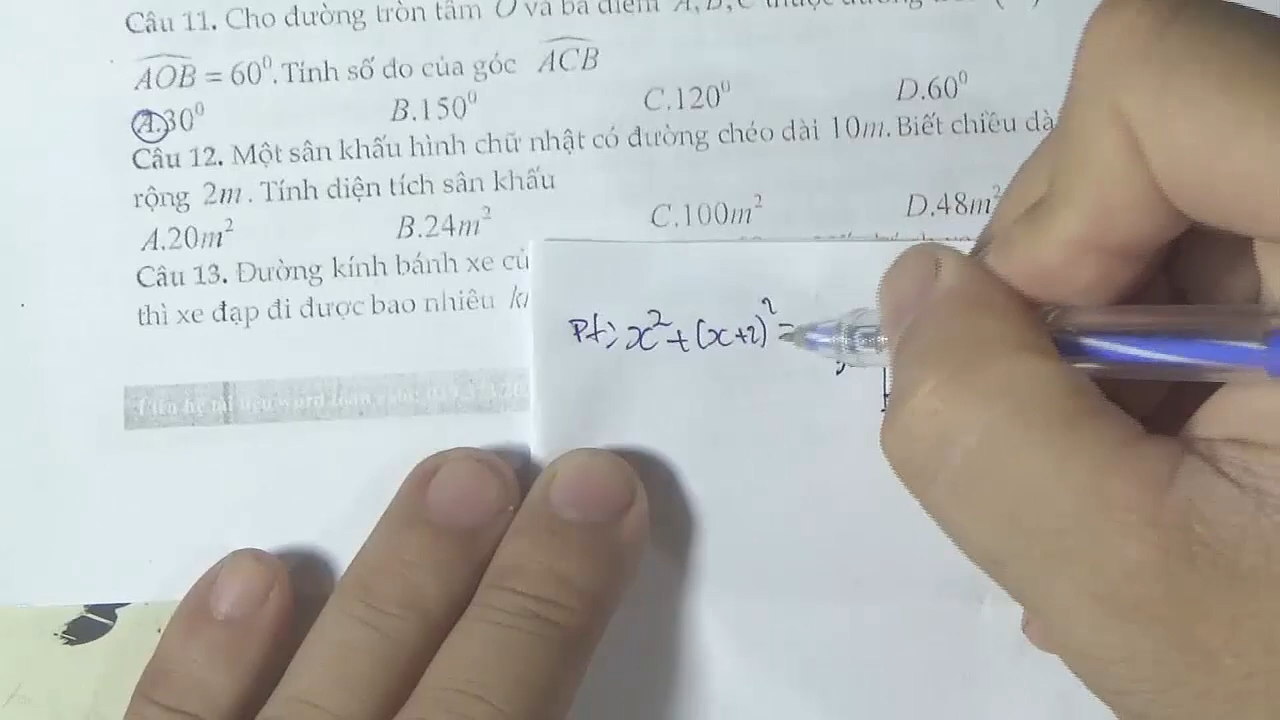 Câu 11. Cho đường tròn tâm O và ba điểm A, B, C thuộc đường
AOB = 60⁰. Tính số đo của góc ACB
A.30⁰ B.150⁰ C.120⁰ D.60⁰
Câu 12. Một sân khấu hình chữ nhật có đường chéo dài 10m. Biết chiều
rộng 2m. Tính diện tích sân khấu
A.20m² B.24m² C.100m² D.48m²
Câu 13. Đường kính bánh xe
thì xe đạp đi được bao nhiêu
Pt: x² + (x+2)² =